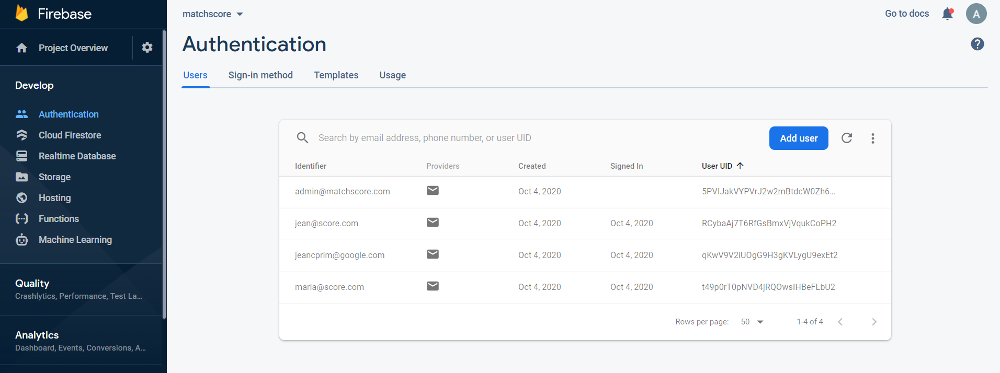 Firebase
Project Overview
Develop
Authentication
Cloud Firestore
Realtime Database
Storage
Hosting
Functions
Machine Learning
Quality
Crashlytics, Performance, Test La...
Analytics
Dashboard, Events, Conversions, A...
matchscore
Go to docs
A
Authentication
?
Users Sign-in method Templates Usage
Search by email address, phone number, or user UID
Add user
Identifier Providers Created Signed In User UID
admin@matchscore.com Oct 4, 2020 5PVIJakVYPVrJ2w2mBtdcW0Zh6...
jean@score.com Oct 4, 2020 Oct 4, 2020 RCybaAj7T6RfGsBmxVjVqukCoPH2
jeancprim@google.com Oct 4, 2020 Oct 4, 2020 qKwV9V2iUOgG9H3gKVLygU9exEt2
maria@score.com Oct 4, 2020 Oct 4, 2020 t49p0rT0pNVD4jRQOwsIHBeFLbU2
Rows per page: 50 1-4 of 4